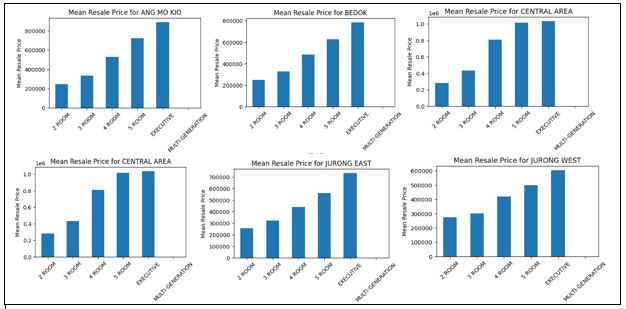 Mean Resale Price for ANG MO KIO
Mean Resale Price
800000
600000
400000
200000
0
2 ROOM
3 ROOM
4 ROOM
5 ROOM
EXECUTIVE
MULTI-GENERATION
Mean Resale Price for BEDOK
Mean Resale Price
800000
600000
400000
200000
0
2 ROOM
3 ROOM
4 ROOM
5 ROOM
EXECUTIVE
MULTI-GENERATION
1e6
Mean Resale Price for CENTRAL AREA
Mean Resale Price
1.0
0.8
0.6
0.4
0.2
0.0
2 ROOM
3 ROOM
4 ROOM
5 ROOM
EXECUTIVE
MULTI-GENERATION
1e6
Mean Resale Price for CENTRAL AREA
Mean Resale Price
1.0
0.8
0.6
0.4
0.2
0.0
2 ROOM
3 ROOM
4 ROOM
5 ROOM
EXECUTIVE
MULTI-GENERATION
Mean Resale Price for JURONG EAST
Mean Resale Price
700000
600000
500000
400000
300000
200000
100000
0
2 ROOM
3 ROOM
4 ROOM
5 ROOM
EXECUTIVE
MULTI-GENERATION
Mean Resale Price for JURONG WEST
Mean Resale Price
600000
500000
400000
300000
200000
100000
0
2 ROOM
3 ROOM
4 ROOM
5 ROOM
EXECUTIVE
MULTI-GENERATION